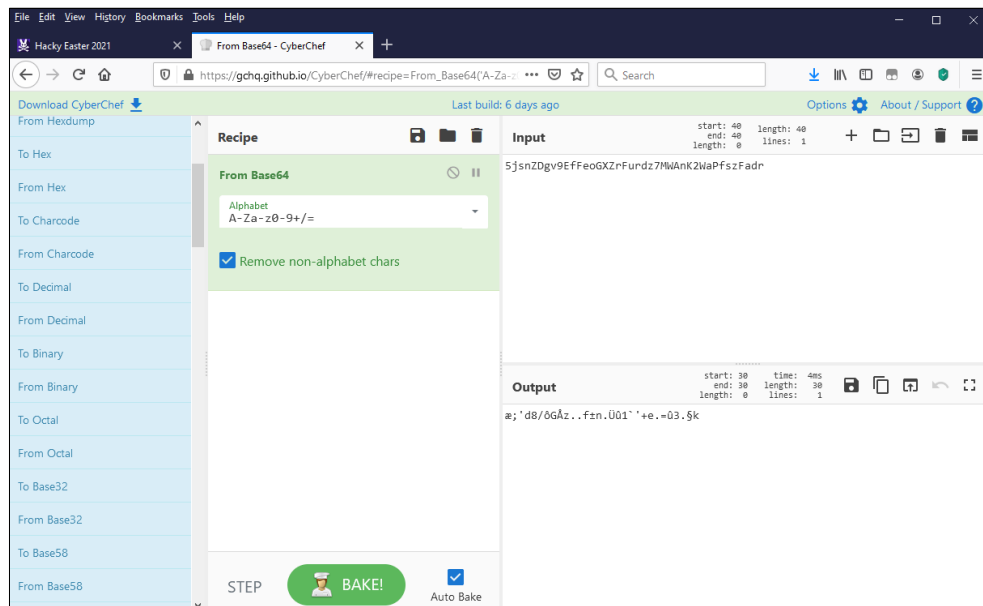 File Edit View History Bookmarks Tools Help
Hacky Easter 2021
From Base64 - CyberChef
https://gchq.github.io/CyberChef/#recipe=From_Base64('A-Za-z
Search
Download CyberChef
Last build: 6 days ago
Options
About / Support
From Hexdump
To Hex
From Hex
To Charcode
From Charcode
To Decimal
From Decimal
To Binary
From Binary
To Octal
From Octal
To Base32
From Base32
To Base58
From Base58
Recipe
From Base64
Alphabet
A-Za-z0-9+/=
Remove non-alphabet chars
STEP
BAKE!
Auto Bake
Input
start: 40
end: 40
length: 0
length: 40
lines: 1
5jsnZDgv9EfFeoGXZrFurdz7MWAnK2WaPfszFadr
Output
start: 30
end: 30
length: 0
time: 4ms
length: 30
lines: 1
æ;'d8/ôGÅz..f±n.Üû1`'+e.=û3.§k